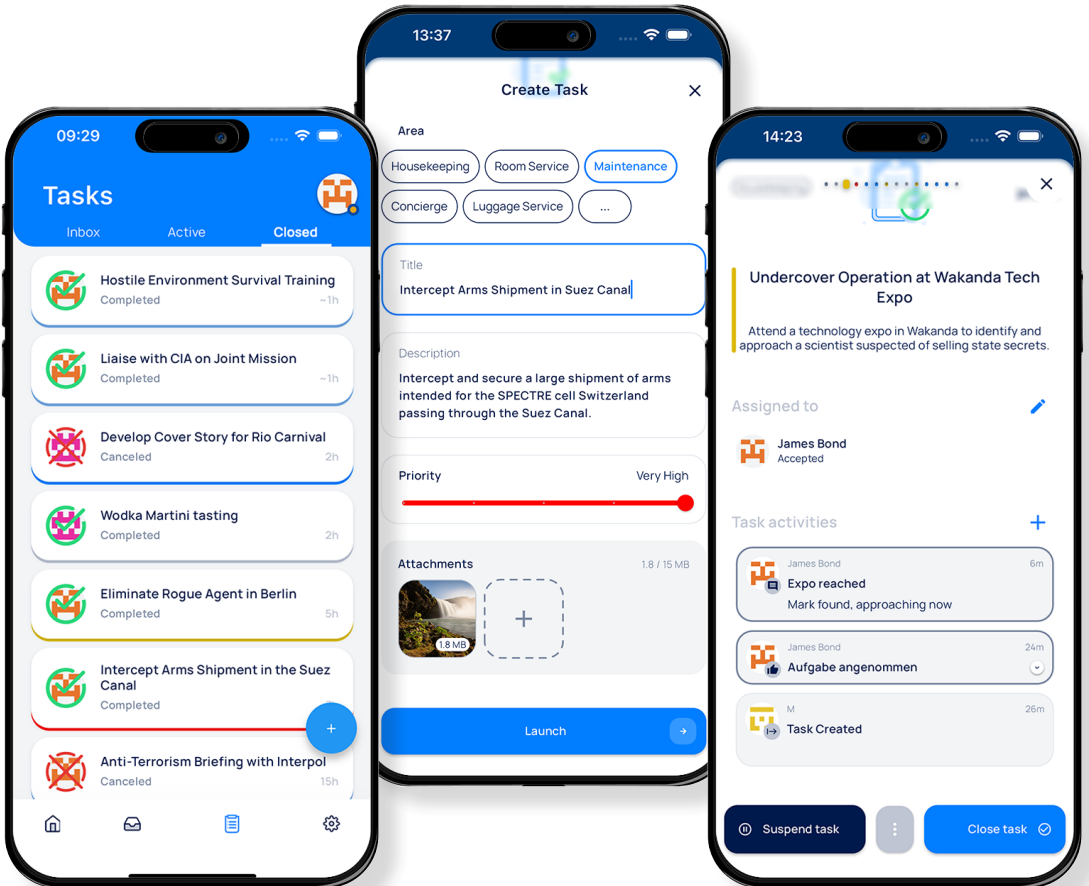 09:29
Tasks
Inbox
Active
Closed
Hostile Environment Survival Training
Completed
~1h
Liaise with CIA on Joint Mission
Completed
~1h
Develop Cover Story for Rio Carnival
Canceled
2h
Wodka Martini tasting
Completed
2h
Eliminate Rogue Agent in Berlin
Completed
5h
Intercept Arms Shipment in the Suez
Canal
Completed
+
Anti-Terrorism Briefing with Interpol
Canceled
15h
13:37
Create Task
Area
Housekeeping
Room Service
Maintenance
Concierge
Luggage Service
...
Title
Intercept Arms Shipment in Suez Canal
Description
Intercept and secure a large shipment of arms
intended for the SPECTRE cell Switzerland
passing through the Suez Canal.
Priority
Very High
Attachments
1.8 / 15 MB
1.8 MB
+
Launch
14:23
Undercover Operation at Wakanda Tech
Expo
Attend a technology expo in Wakanda to identify and
approach a scientist suspected of selling state secrets.
Assigned to
James Bond
Accepted
Task activities
+
James Bond
6m
Expo reached
Mark found, approaching now
James Bond
24m
Aufgabe angenommen
M
26m
Task Created
Suspend task
Close task